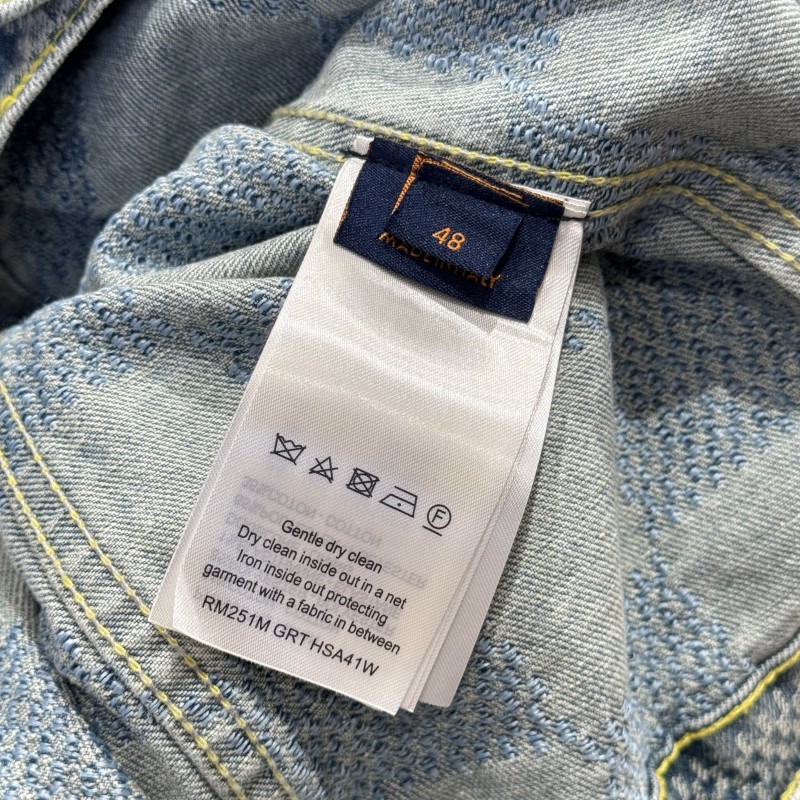 48
MADE IN ITALY
F
Gentle dry clean
Dry clean inside out in a net
Iron inside out protecting
garment with a fabric in between
RM251M GRT HSA41W